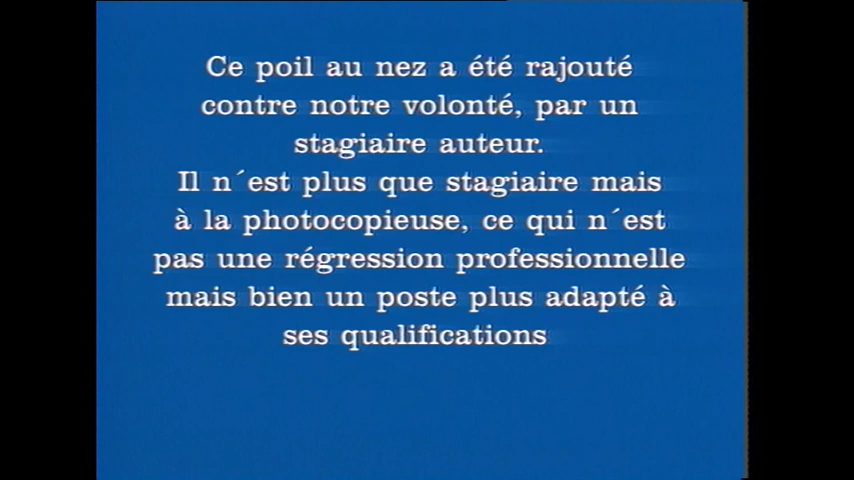 Ce poil au nez a été rajouté
contre notre volonté, par un
stagiaire auteur.
Il n´est plus que stagiaire mais
à la photocopieuse, ce qui n´est
pas une régression professionnelle
mais bien un poste plus adapté à
ses qualifications